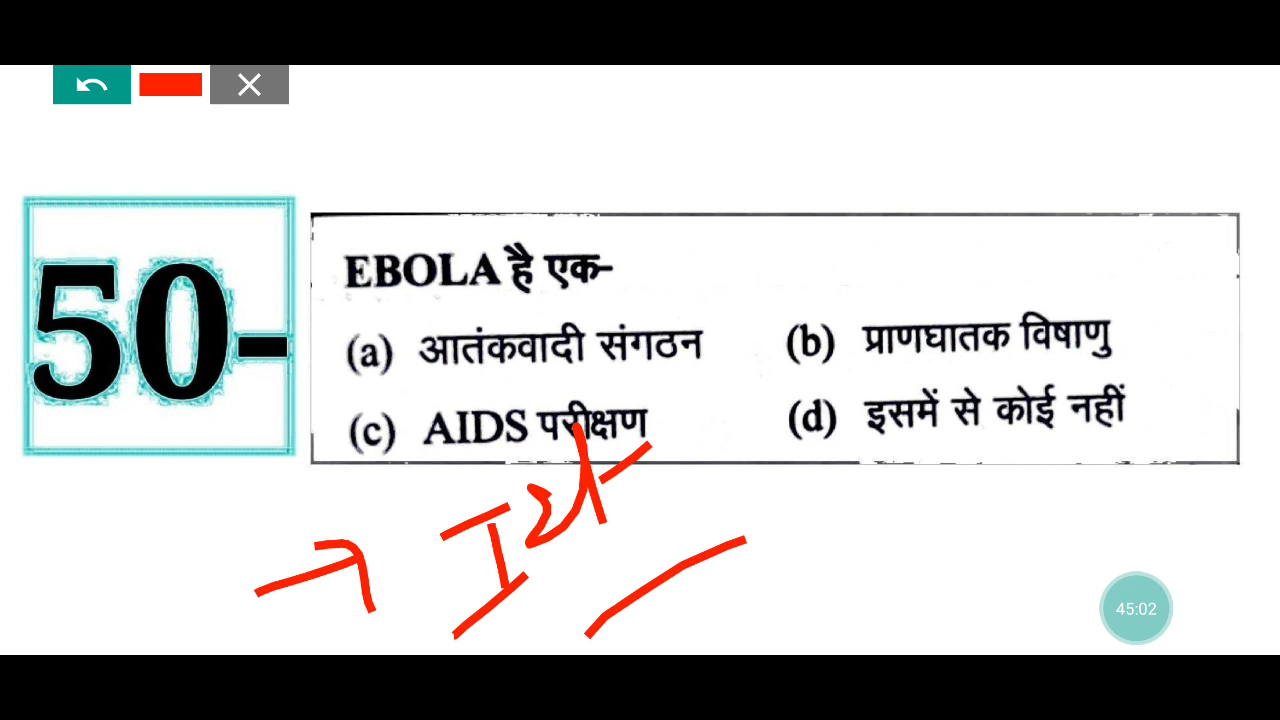 50-
EBOLA है एक-
(a) आतंकवादी संगठन (b) प्राणघातक विषाणु
(c) AIDS परीक्षण (d) इसमें से कोई नहीं
45:02